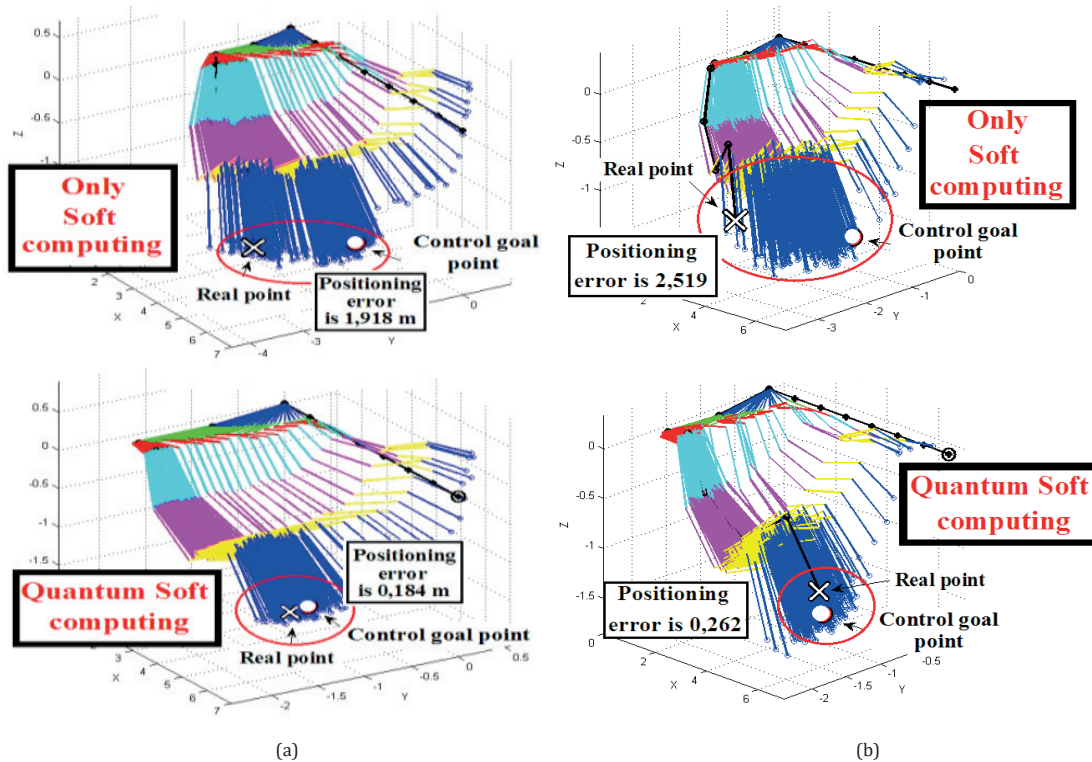 0.5
0
-0.5
-1
Z
Only
Soft
computing
Real point
Control goal
point
Positioning
error
is 1,918 m
2
3
4
5
6
7
X
-4
-3
Y
0
0
-0.5
-1
Z
Only
Soft
computing
Real point
Positioning
error is 2,519
Control goal
point
2
4
6
X
-3
-2
-1
0
Y
0.5
0
-0.5
-1
-1.5
Z
Quantum Soft
computing
Positioning
error
is 0,184 m
Control goal point
Real point
3
4
5
6
7
X
-2
-1.5
-1
-0.5
0
0.5
Y
0
-0.5
-1
-1.5
Z
Quantum Soft
computing
Real point
Positioning
error is 0,262
Control goal
point
0
2
4
6
X
-2
-1.5
-1
-0.5
Y
(a)
(b)